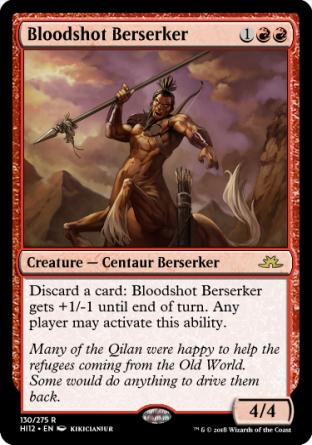 Bloodshot Berserker 1
Creature — Centaur Berserker
Discard a card: Bloodshot Berserker
gets +1/-1 until end of turn. Any
player may activate this ability.
Many of the Qilan were happy to help the
refugees coming from the Old World.
Some would do anything to drive them
back.
4/4
130/275 R
HI12 • EN KIKICIANJUR
™ & © 2018 Wizards of the Coast